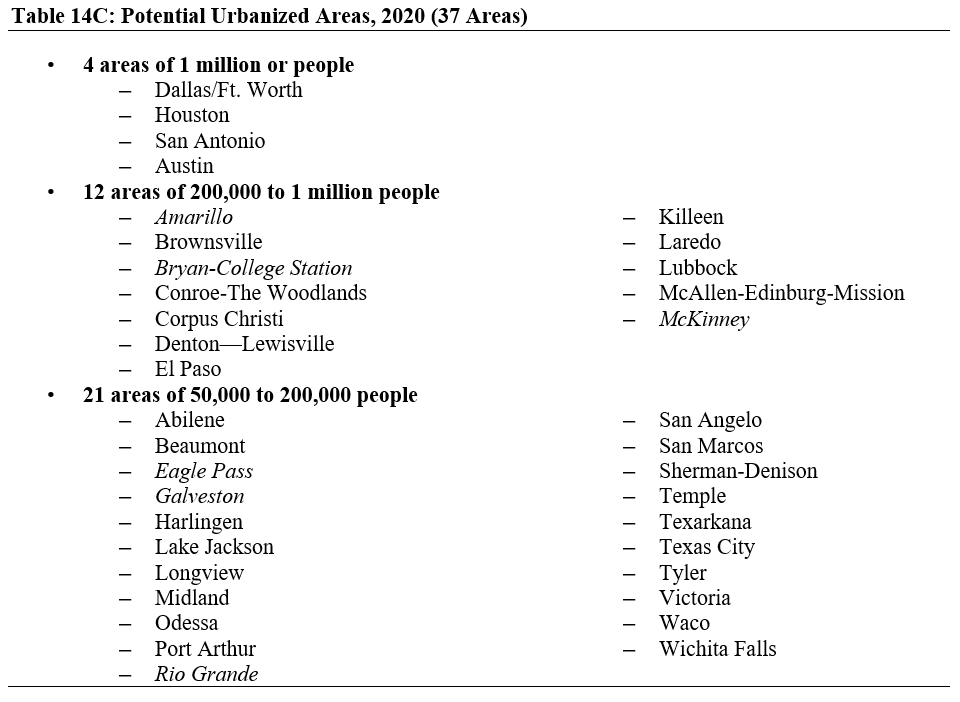 Table 14C: Potential Urbanized Areas, 2020 (37 Areas)
• 4 areas of 1 million or people
– Dallas/Ft. Worth
– Houston
– San Antonio
– Austin
• 12 areas of 200,000 to 1 million people
– Amarillo
– Brownsville
– Bryan-College Station
– Conroe-The Woodlands
– Corpus Christi
– Denton—Lewisville
– El Paso
– Killeen
– Laredo
– Lubbock
– McAllen-Edinburg-Mission
– McKinney
• 21 areas of 50,000 to 200,000 people
– Abilene
– Beaumont
– Eagle Pass
– Galveston
– Harlingen
– Lake Jackson
– Longview
– Midland
– Odessa
– Port Arthur
– Rio Grande
– San Angelo
– San Marcos
– Sherman-Denison
– Temple
– Texarkana
– Texas City
– Tyler
– Victoria
– Waco
– Wichita Falls